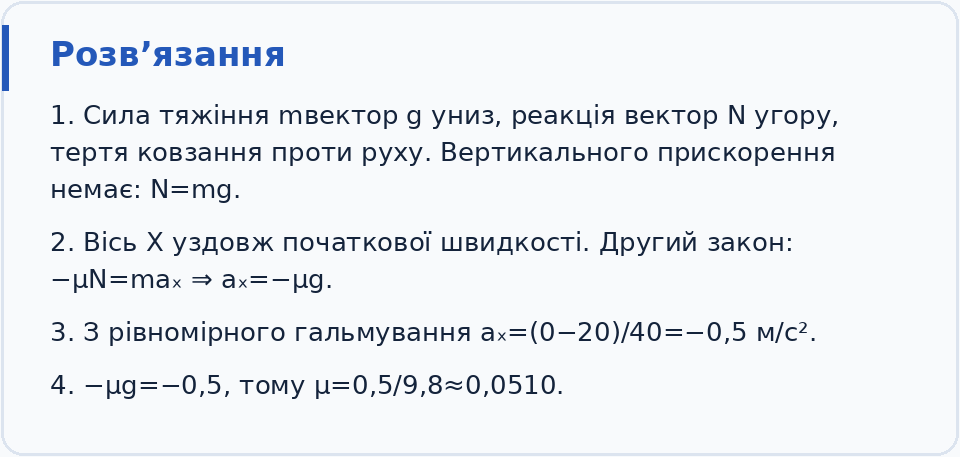 Розв’язання
1. Сила тяжіння mвектор g униз, реакція вектор N угору,
тертя ковзання проти руху. Вертикального прискорення
немає: N=mg.
2. Вісь X уздовж початкової швидкості. Другий закон:
−μN=maₓ ⇒ aₓ=−μg.
3. З рівномірного гальмування aₓ=(0−20)/40=−0,5 м/с².
4. −μg=−0,5, тому μ=0,5/9,8≈0,0510.